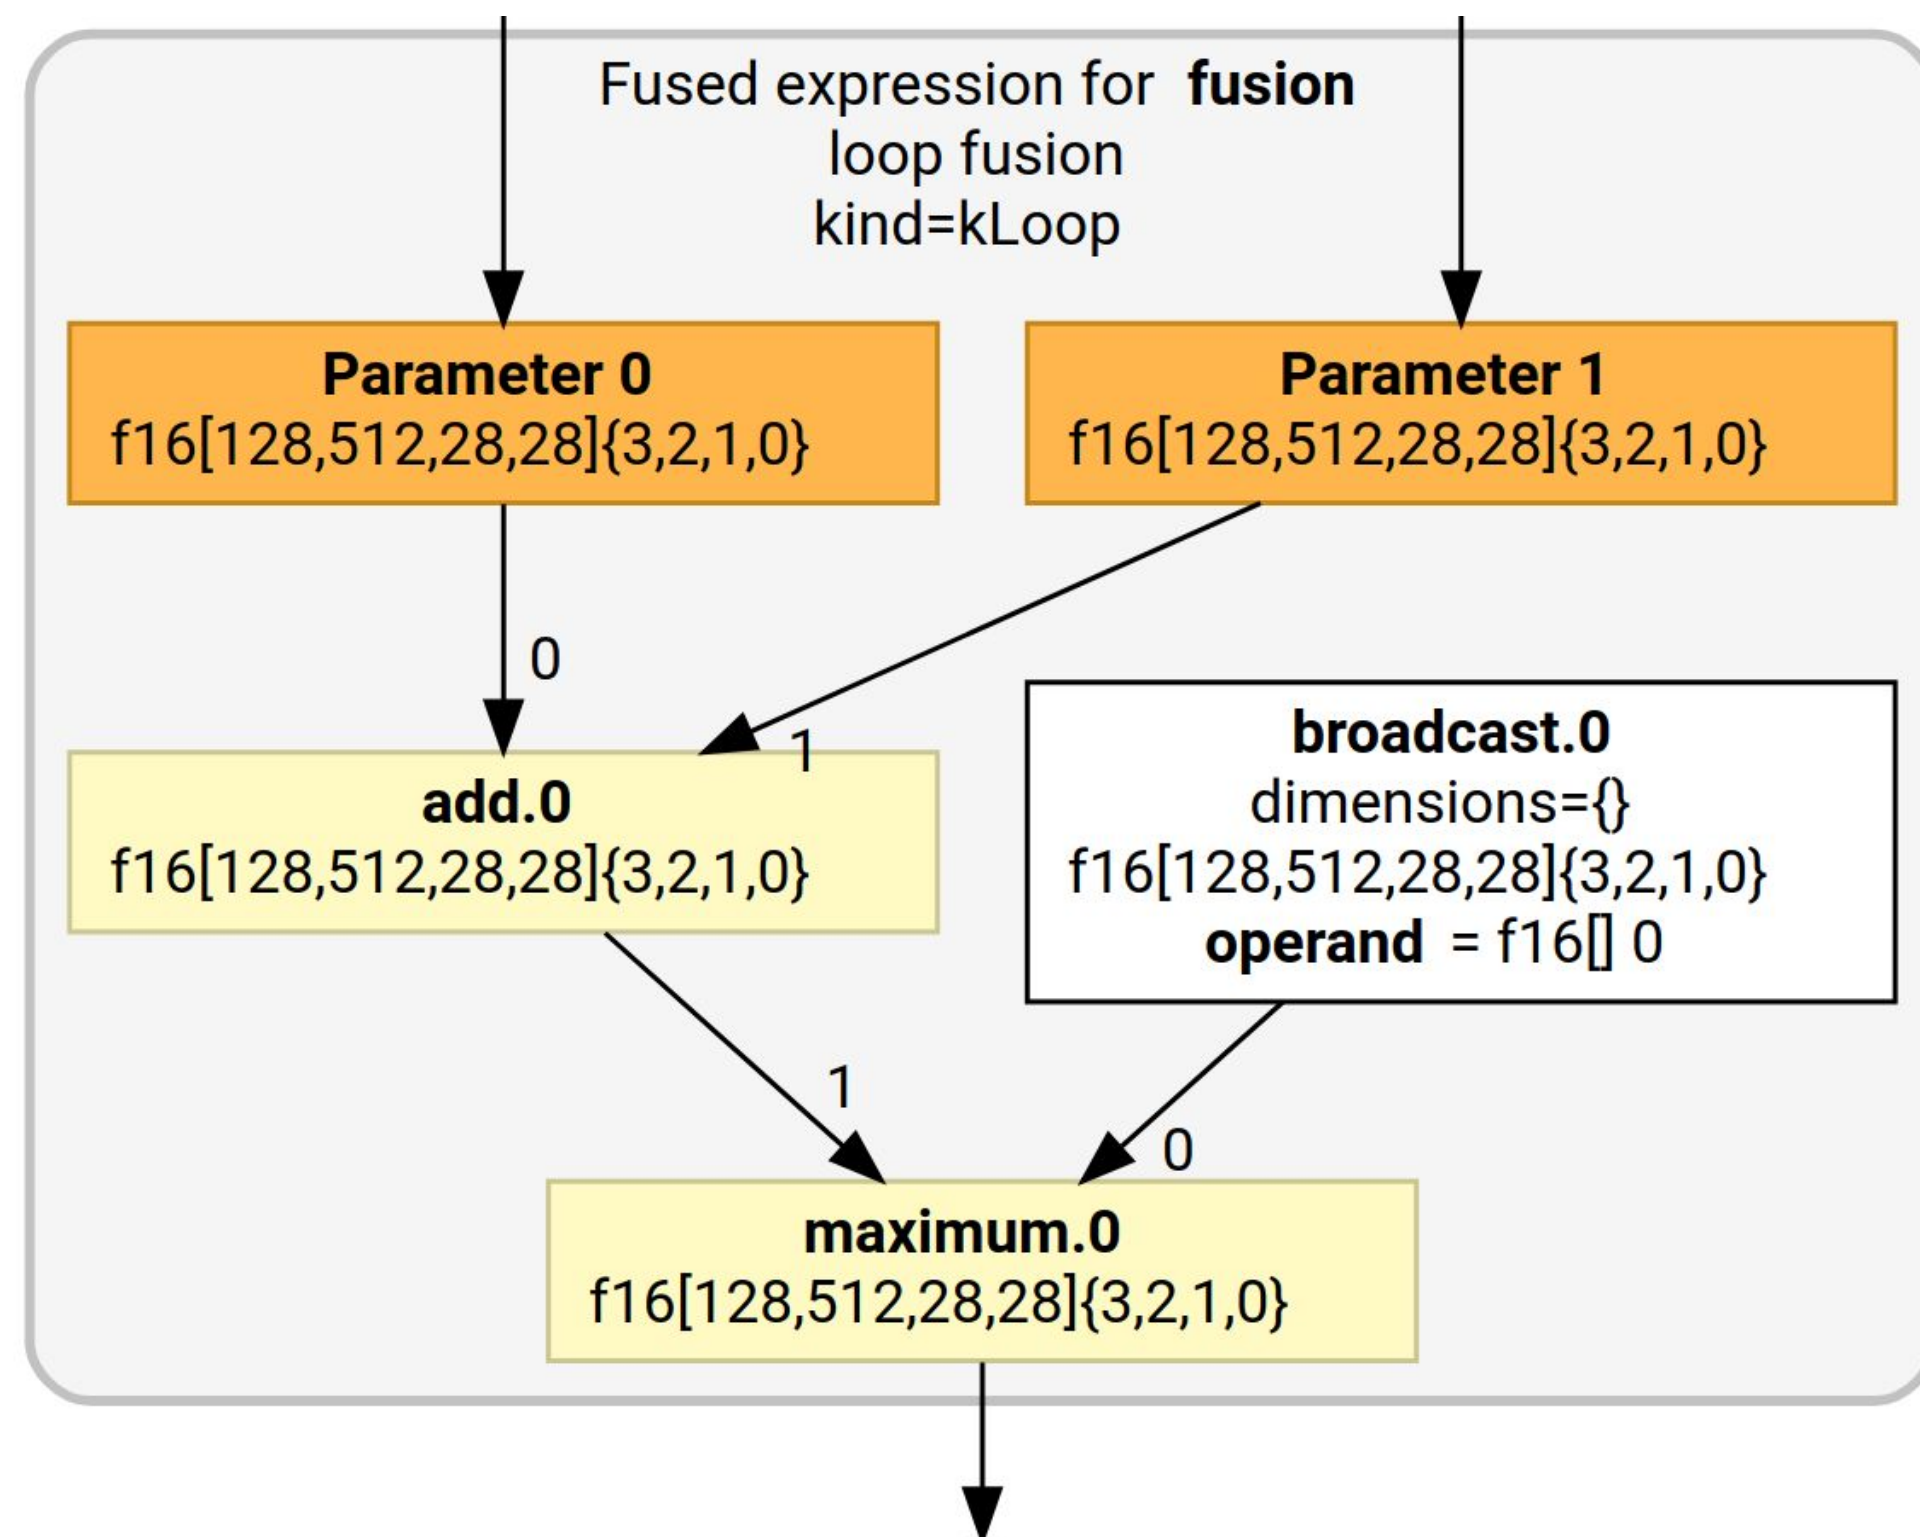 Fused expression for fusion
loop fusion
kind=kLoop
Parameter 0
f16[128,512,28,28]{3,2,1,0}
Parameter 1
f16[128,512,28,28]{3,2,1,0}
0
1
add.0
f16[128,512,28,28]{3,2,1,0}
broadcast.0
dimensions={}
f16[128,512,28,28]{3,2,1,0}
operand = f16[] 0
1
0
maximum.0
f16[128,512,28,28]{3,2,1,0}